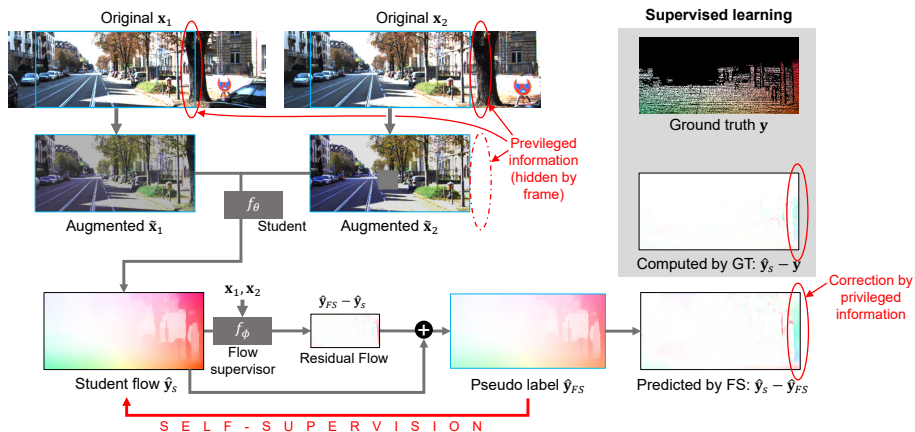 Original x₁
Original x₂
Supervised learning
Ground truth y
Previleged
information
(hidden by
frame)
f_θ
Student
Augmented x̃₁
Augmented x̃₂
Computed by GT: ŷ_s − y
Correction by
privileged
information
x₁, x₂
ŷ_FS − ŷ_s
f_ϕ
Flow
supervisor
Residual Flow
Student flow ŷ_s
Pseudo label ŷ_FS
Predicted by FS: ŷ_s − ŷ_FS
S E L F - S U P E R V I S I O N